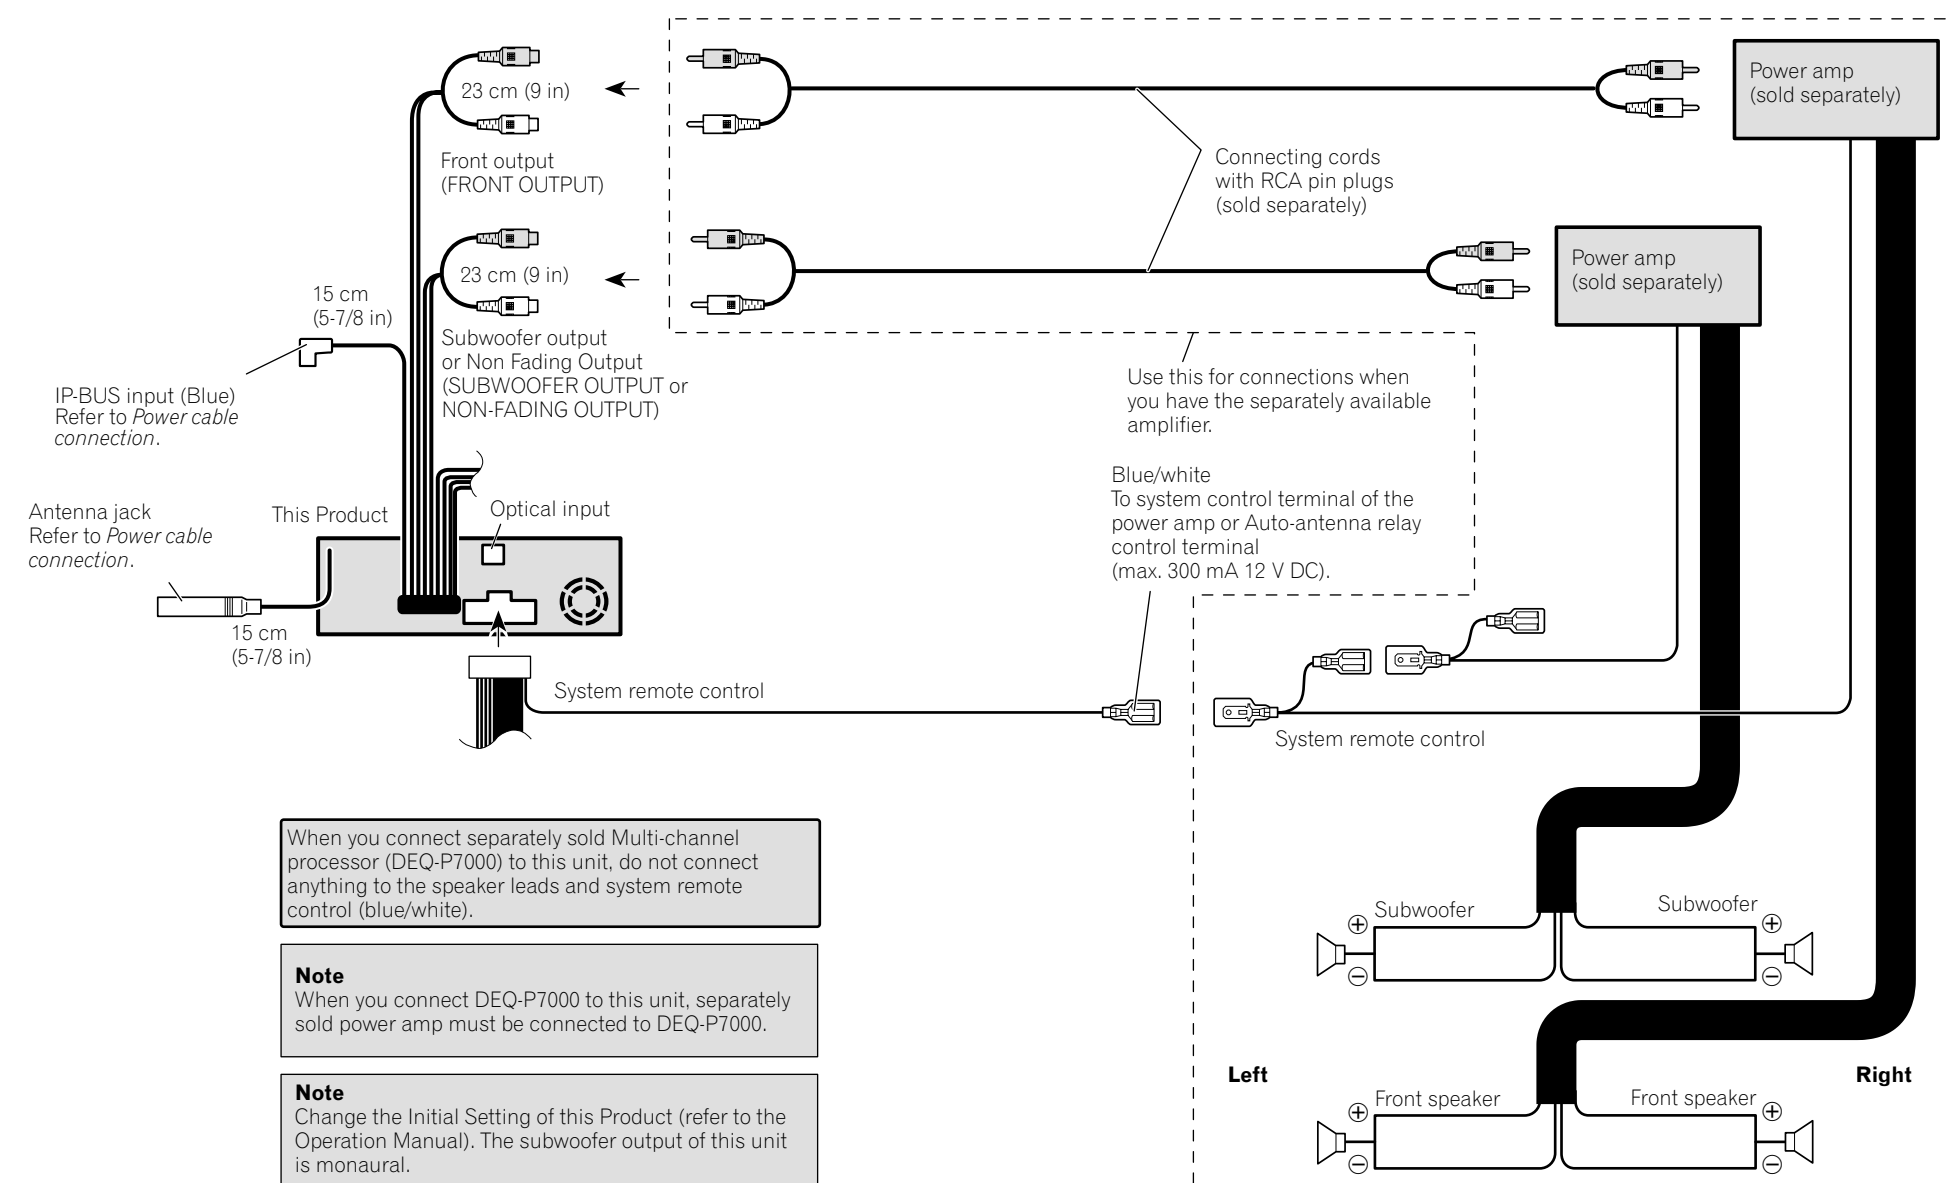 23 cm (9 in)
Front output
(FRONT OUTPUT)
Power amp
(sold separately)
Connecting cords
with RCA pin plugs
(sold separately)
23 cm (9 in)
Subwoofer output
or Non Fading Output
(SUBWOOFER OUTPUT or
NON-FADING OUTPUT)
Power amp
(sold separately)
15 cm
(5-7/8 in)
IP-BUS input (Blue)
Refer to Power cable
connection.
Use this for connections when
you have the separately available
amplifier.
Blue/white
To system control terminal of the
power amp or Auto-antenna relay
control terminal
(max. 300 mA 12 V DC).
Antenna jack
Refer to Power cable
connection.
This Product
Optical input
15 cm
(5-7/8 in)
System remote control
System remote control
When you connect separately sold Multi-channel
processor (DEQ-P7000) to this unit, do not connect
anything to the speaker leads and system remote
control (blue/white).
Note
When you connect DEQ-P7000 to this unit, separately
sold power amp must be connected to DEQ-P7000.
Note
Change the Initial Setting of this Product (refer to the
Operation Manual). The subwoofer output of this unit
is monaural.
⊕ Subwoofer
⊖
Subwoofer ⊕
⊖
Left
Right
⊕ Front speaker
⊖
Front speaker ⊕
⊖